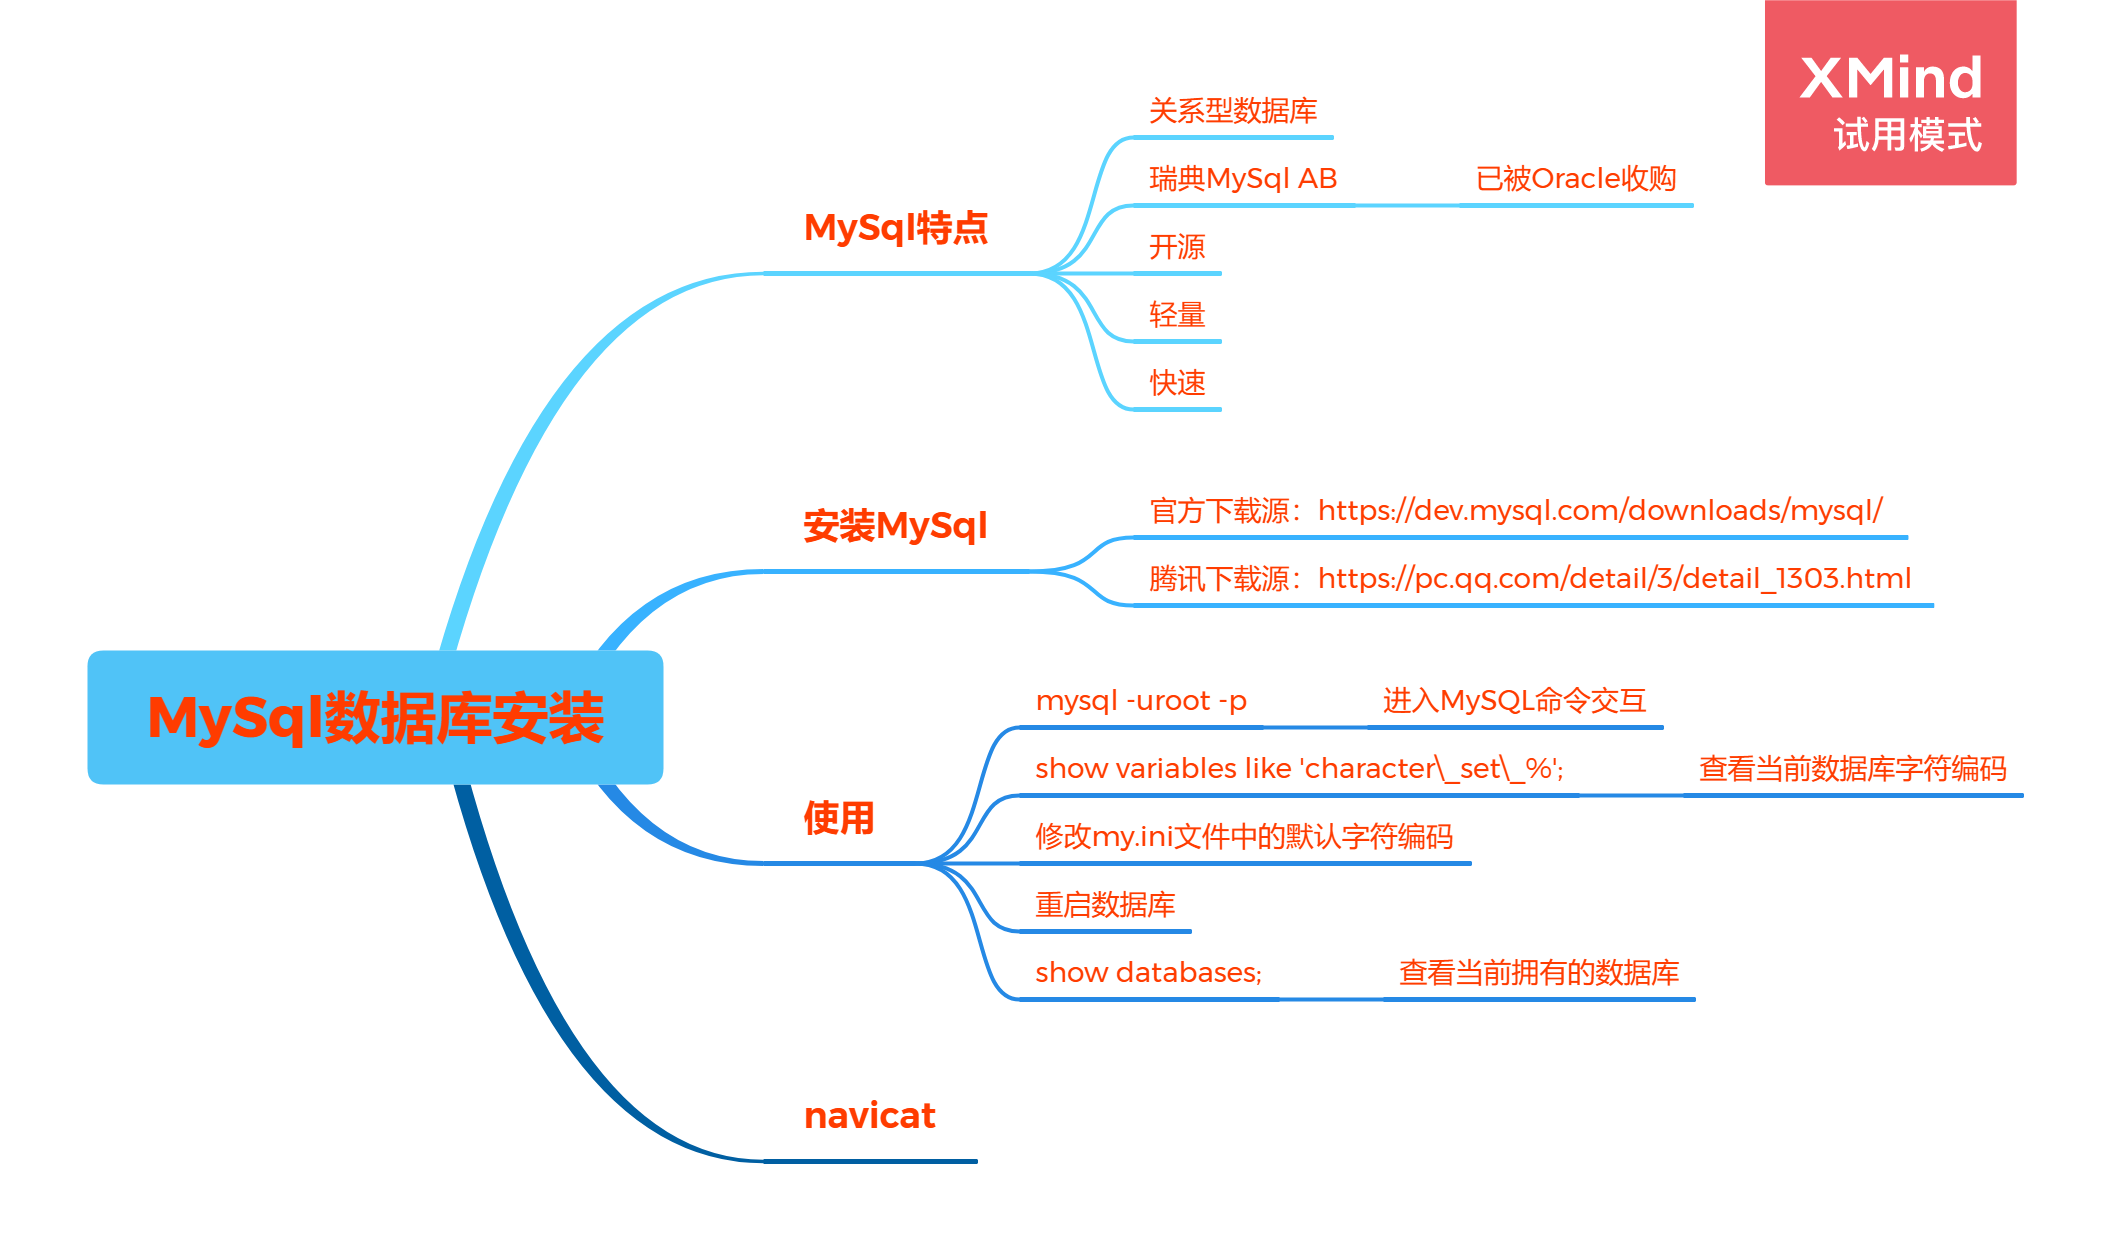 XMind
试用模式
MySql数据库安装
MySql特点
关系型数据库
瑞典MySql AB
已被Oracle收购
开源
轻量
快速
安装MySql
官方下载源：https://dev.mysql.com/downloads/mysql/
腾讯下载源：https://pc.qq.com/detail/3/detail_1303.html
使用
mysql -uroot -p
进入MySQL命令交互
show variables like 'character\_set\_%';
查看当前数据库字符编码
修改my.ini文件中的默认字符编码
重启数据库
show databases;
查看当前拥有的数据库
navicat